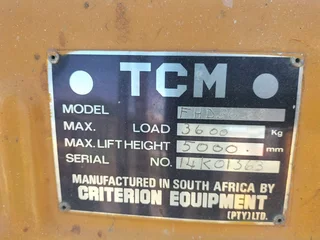 TCM
MODEL
MAX. LOAD 3600 Kg
MAX. LIFT HEIGHT 5000. mm
SERIAL NO. 14K01363
MANUFACTURED IN SOUTH AFRICA BY
CRITERION EQUIPMENT
(PTY) LTD.